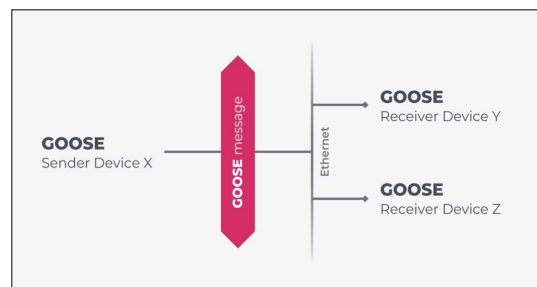 GOOSE
Sender Device X
GOOSE message
Ethernet
GOOSE
Receiver Device Y
GOOSE
Receiver Device Z